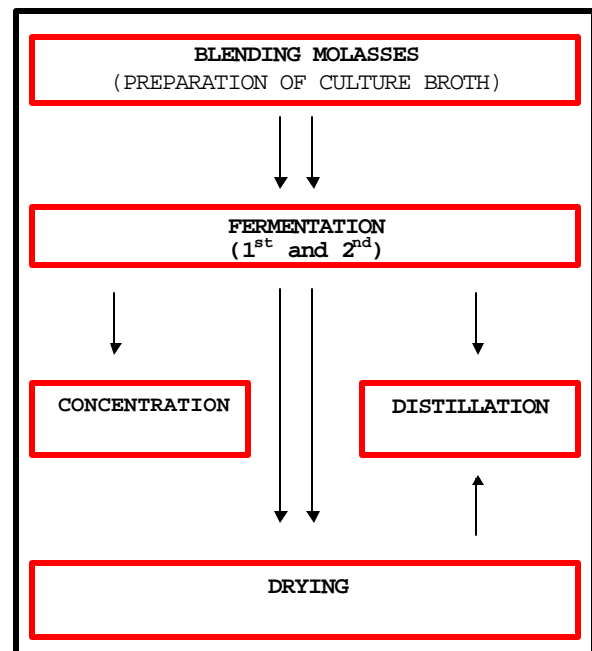 BLENDING MOLASSES
(PREPARATION OF CULTURE BROTH)
FERMENTATION
(1st and 2nd)
CONCENTRATION
DISTILLATION
DRYING